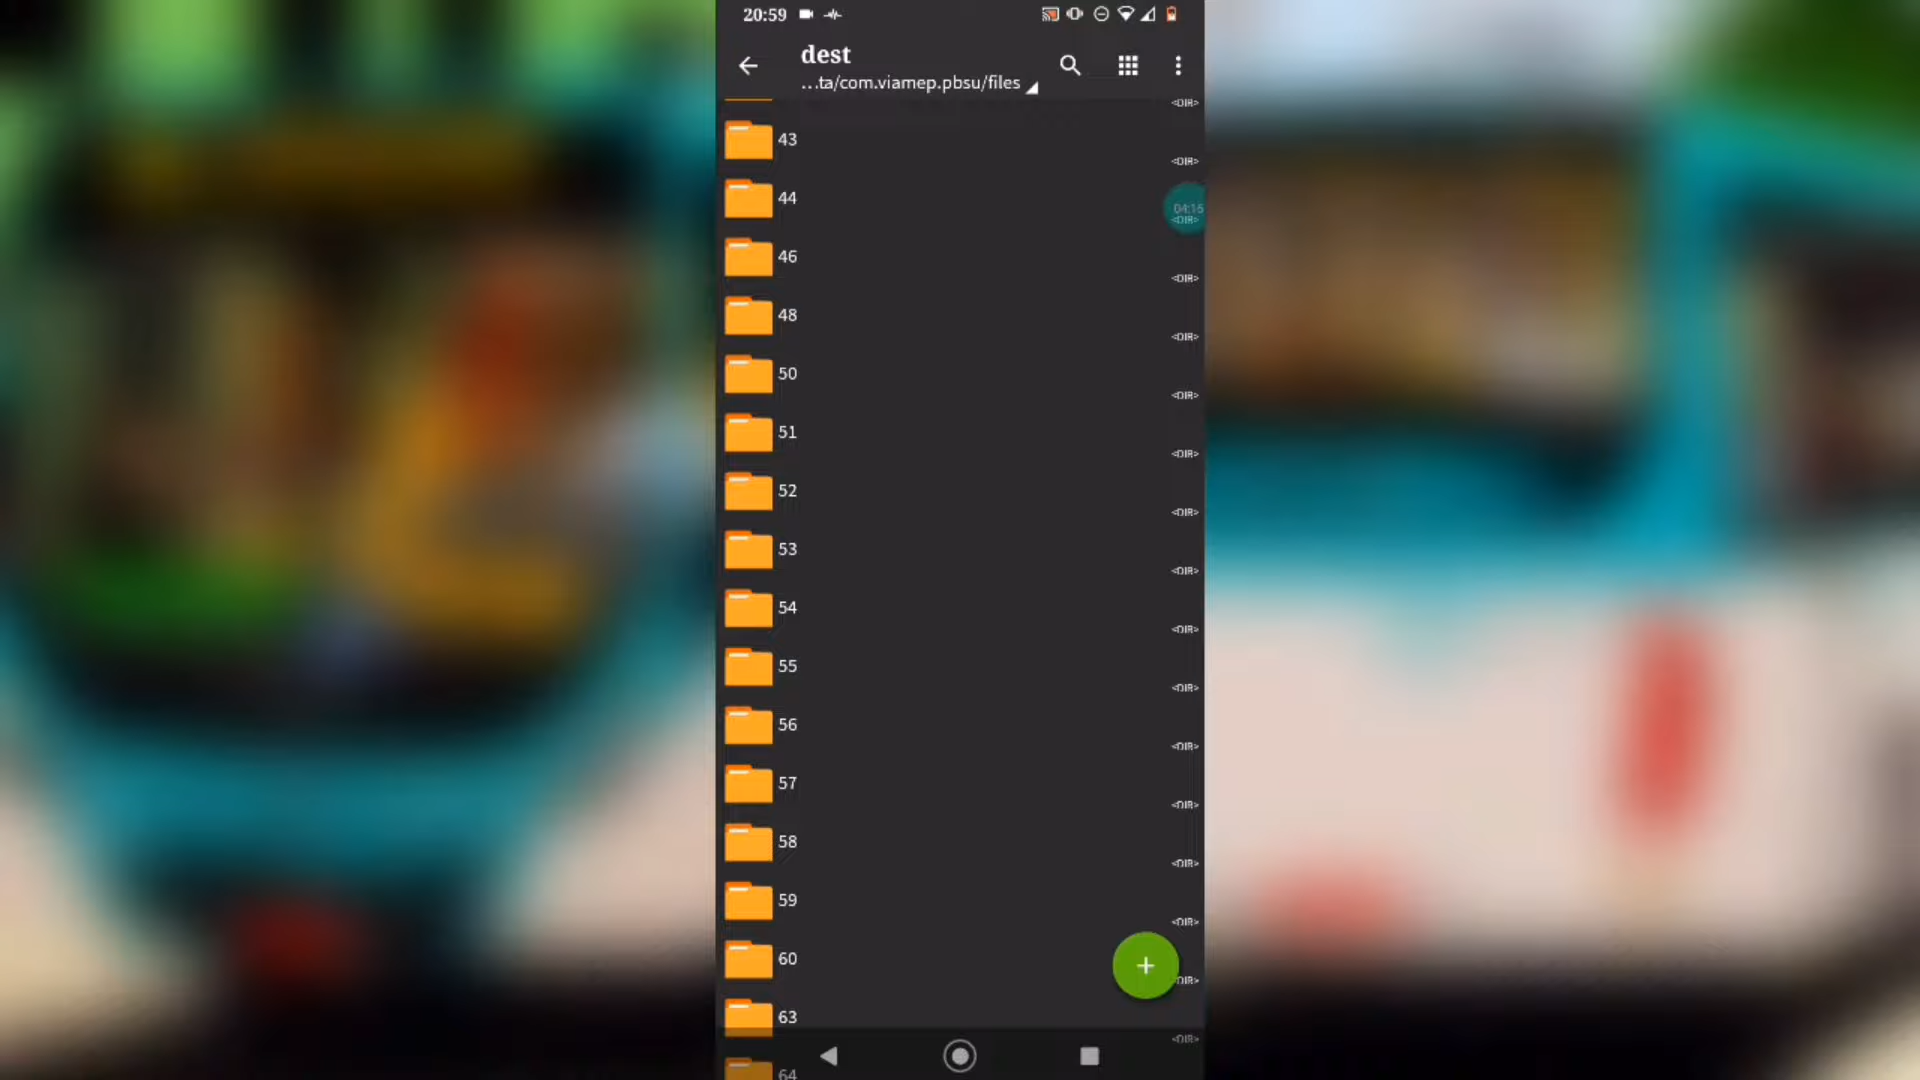 20:59
dest
...ta/com.viamep.pbsu/files
<DIR>
43
<DIR>
44
04:16
<DIR>
46
<DIR>
48
<DIR>
50
<DIR>
51
<DIR>
52
<DIR>
53
<DIR>
54
<DIR>
55
<DIR>
56
<DIR>
57
<DIR>
58
<DIR>
59
<DIR>
60
<DIR>
63
<DIR>
64